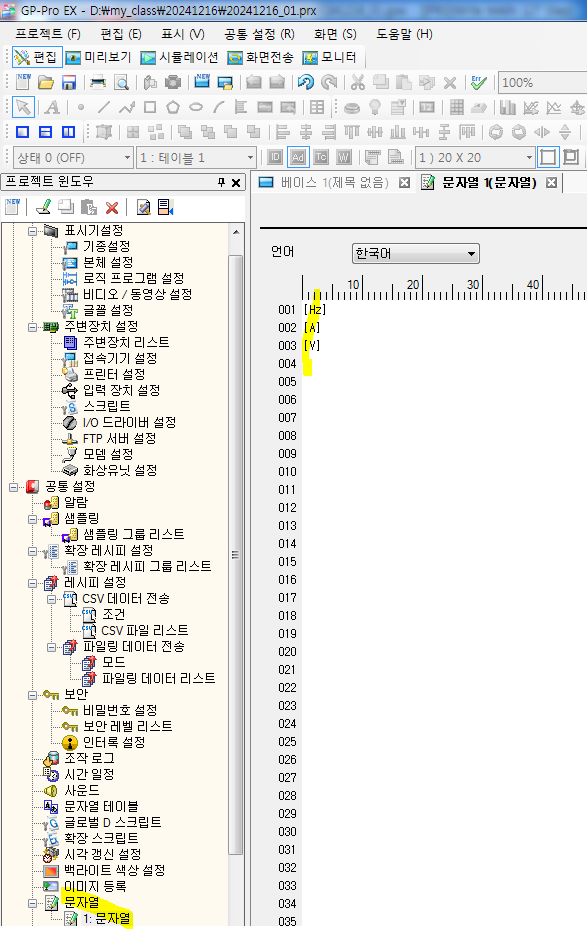 GP-Pro EX - D:₩my_class₩20241216₩20241216_01.prx
프로젝트 (F) 편집 (E) 표시 (V) 공통 설정 (R) 화면 (S) 도움말 (H)
편집 미리보기 시뮬레이션 화면전송 모니터
NEW NEW Err 100%
A
상태 0 (OFF) 1 : 테이블 1 ID Ad Tc W 1 ) 20 X 20
프로젝트 윈도우
베이스 1(제목 없음) 문자열 1(문자열)
NEW
표시기설정
기종설정
본체 설정
로직 프로그램 설정
비디오 / 동영상 설정
글꼴 설정
주변장치 설정
주변장치 리스트
접속기기 설정
프린터 설정
입력 장치 설정
스크립트
I/O 드라이버 설정
FTP 서버 설정
모뎀 설정
화상유닛 설정
공통 설정
알람
샘플링
샘플링 그룹 리스트
확장 레시피 설정
확장 레시피 그룹 리스트
레시피 설정
CSV 데이터 전송
조건
CSV 파일 리스트
파일링 데이터 전송
모드
파일링 데이터 리스트
보안
비밀번호 설정
보안 레벨 리스트
인터록 설정
조작 로그
시간 일정
사운드
문자열 테이블
글로벌 D 스크립트
확장 스크립트
시각 갱신 설정
백라이트 색상 설정
이미지 등록
문자열
1: 문자열
언어 한국어
10 20 30 40
001 [Hz]
002 [A]
003 [V]
004
005
006
007
008
009
010
011
012
013
014
015
016
017
018
019
020
021
022
023
024
025
026
027
028
029
030
031
032
033
034
035